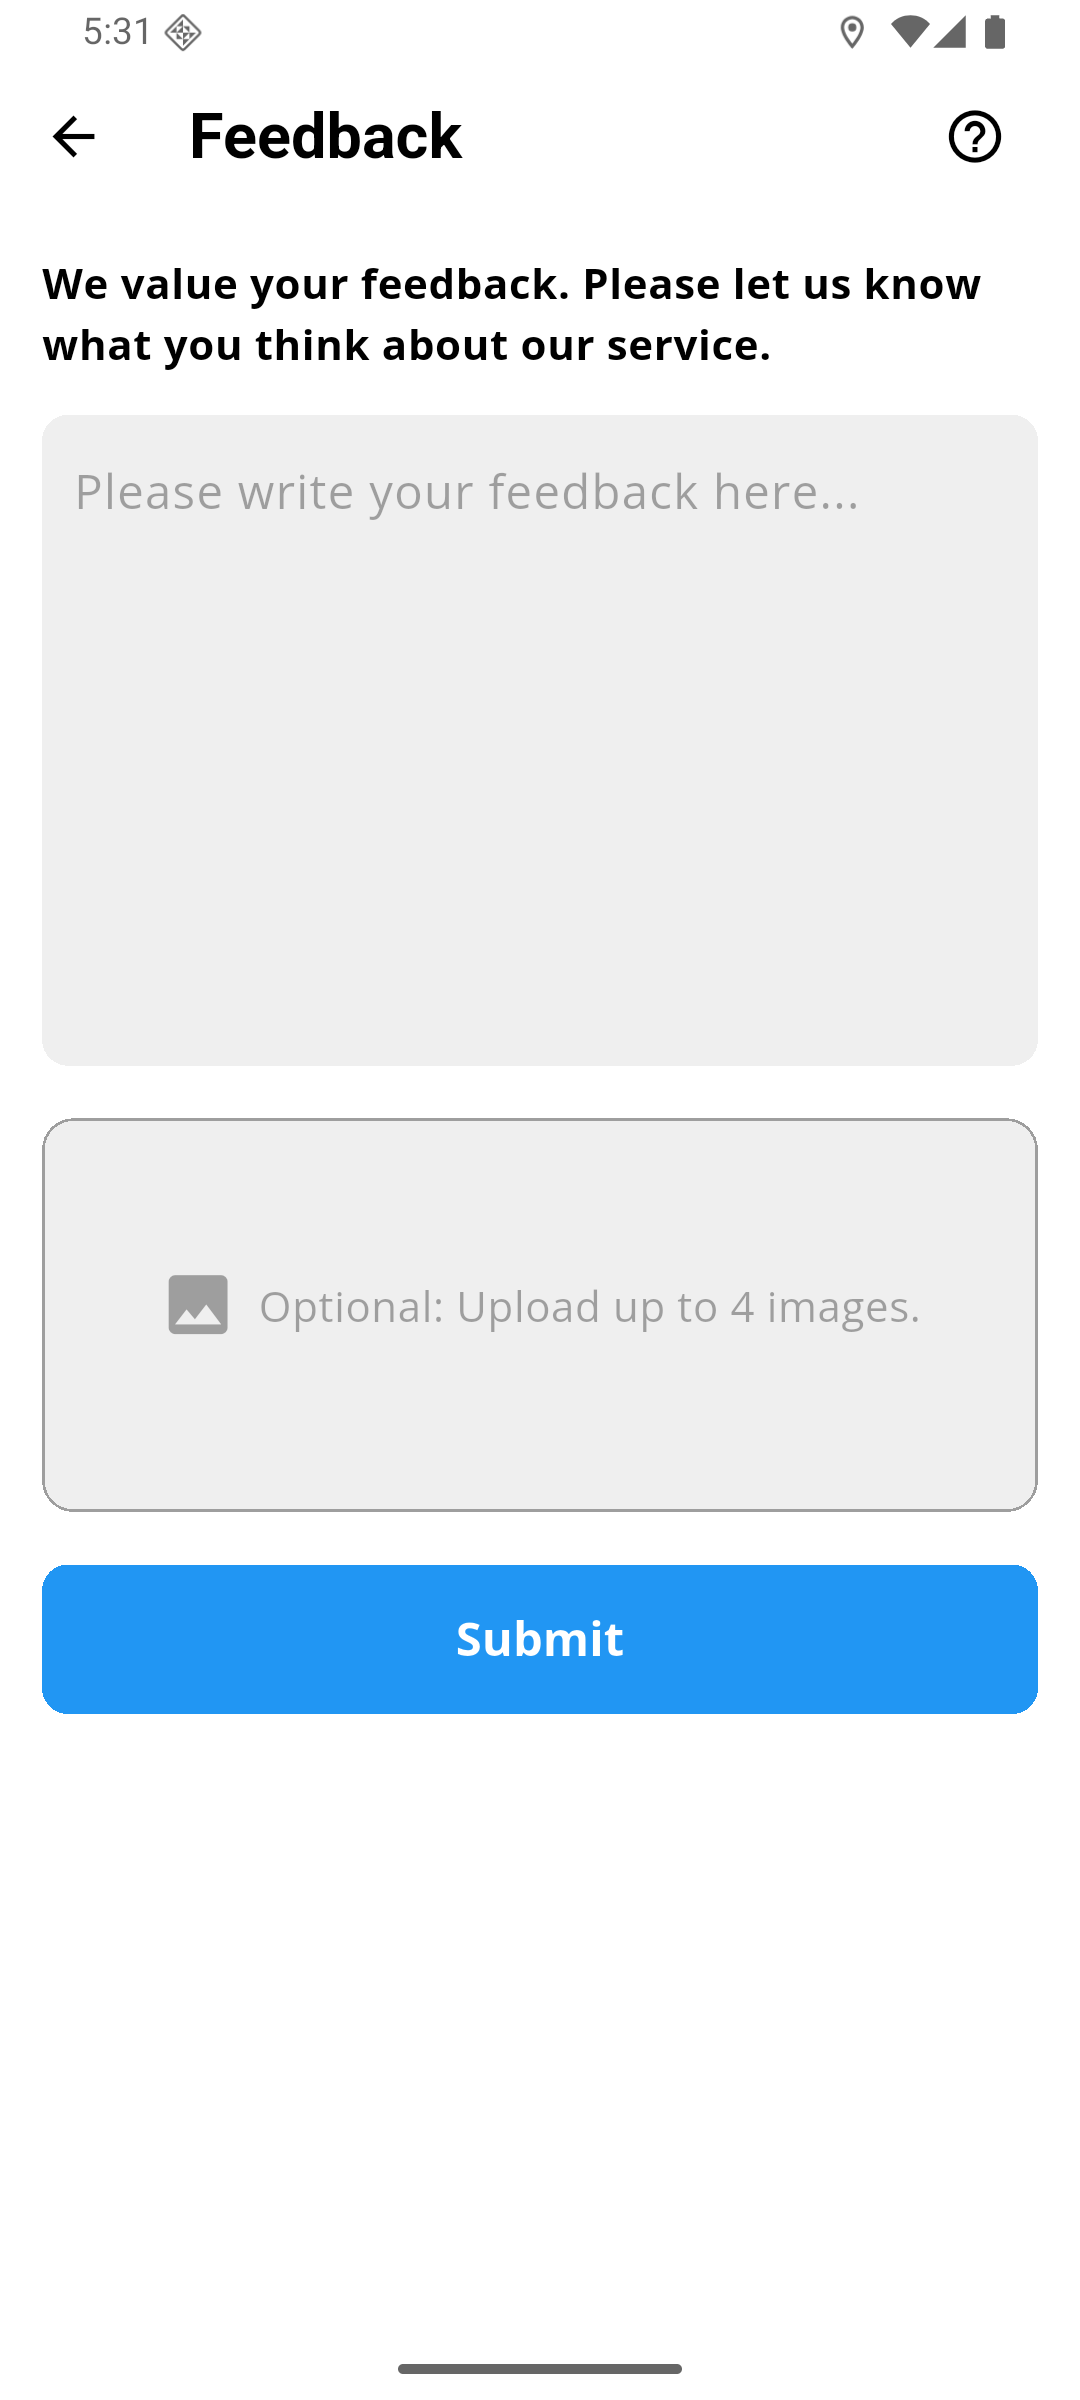 5:31
Feedback
We value your feedback. Please let us know
what you think about our service.
Please write your feedback here...
Optional: Upload up to 4 images.
Submit